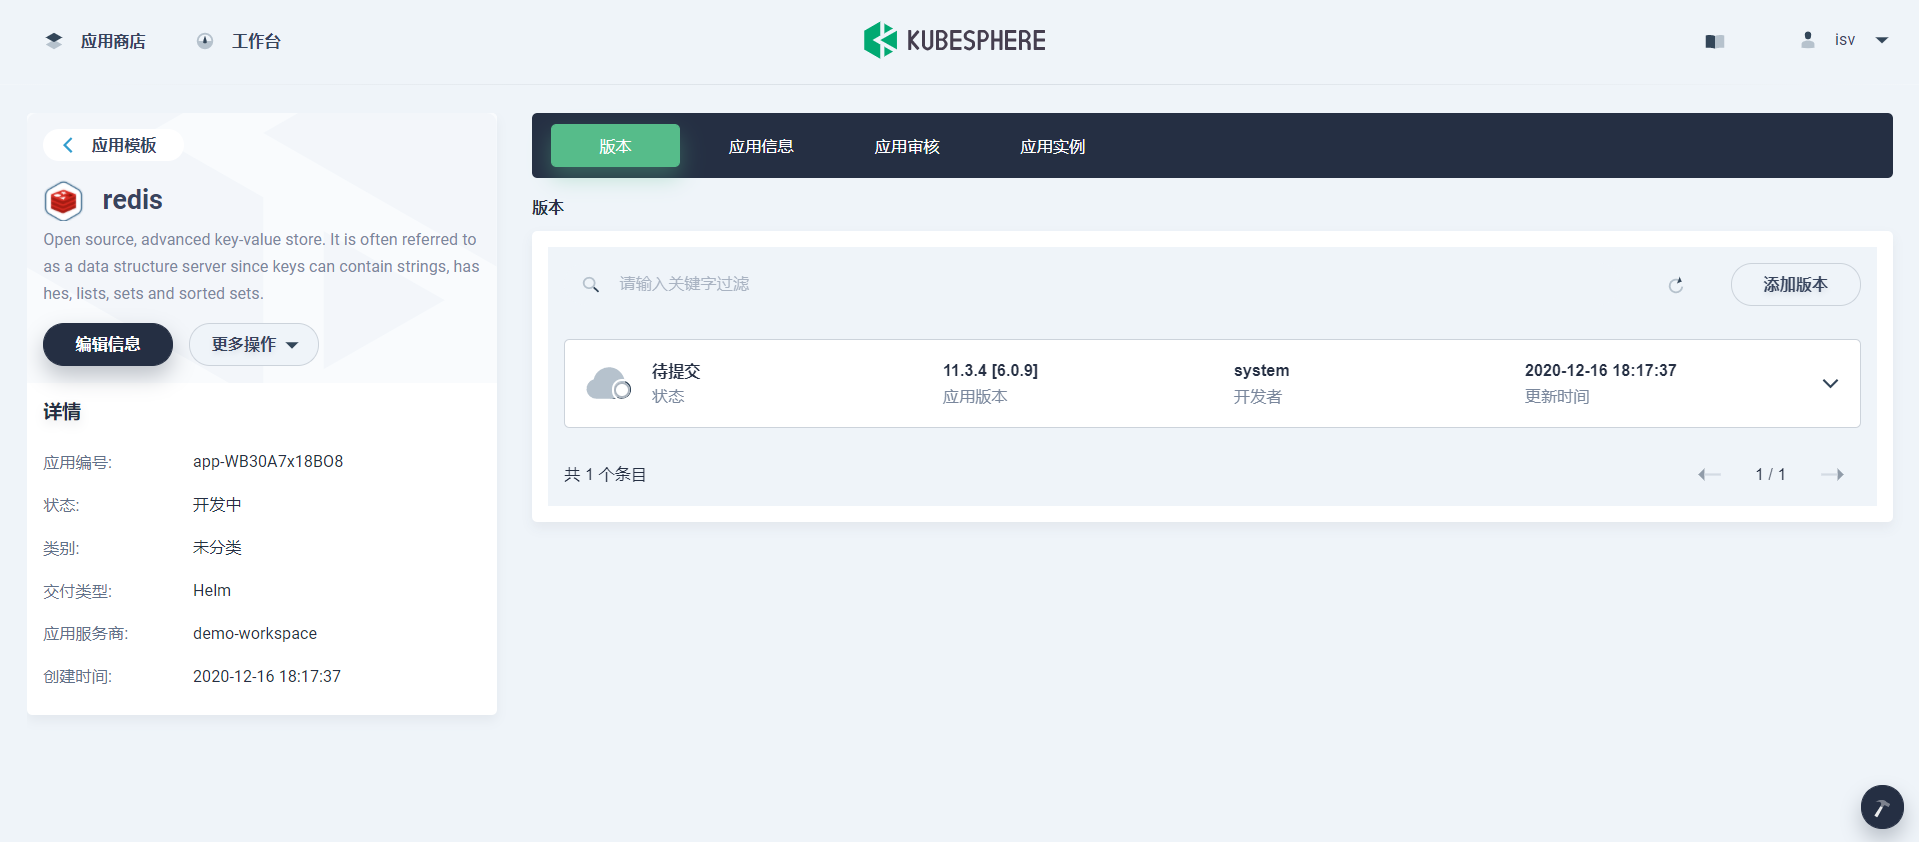 应用商店
工作台
KUBESPHERE
isv
应用模板
redis
Open source, advanced key-value store. It is often referred to
as a data structure server since keys can contain strings, has
hes, lists, sets and sorted sets.
编辑信息
更多操作
详情
应用编号: app-WB30A7x18BO8
状态: 开发中
类别: 未分类
交付类型: Helm
应用服务商: demo-workspace
创建时间: 2020-12-16 18:17:37
版本
应用信息
应用审核
应用实例
版本
请输入关键字过滤
添加版本
待提交
状态
11.3.4 [6.0.9]
应用版本
system
开发者
2020-12-16 18:17:37
更新时间
共 1 个条目
1 / 1